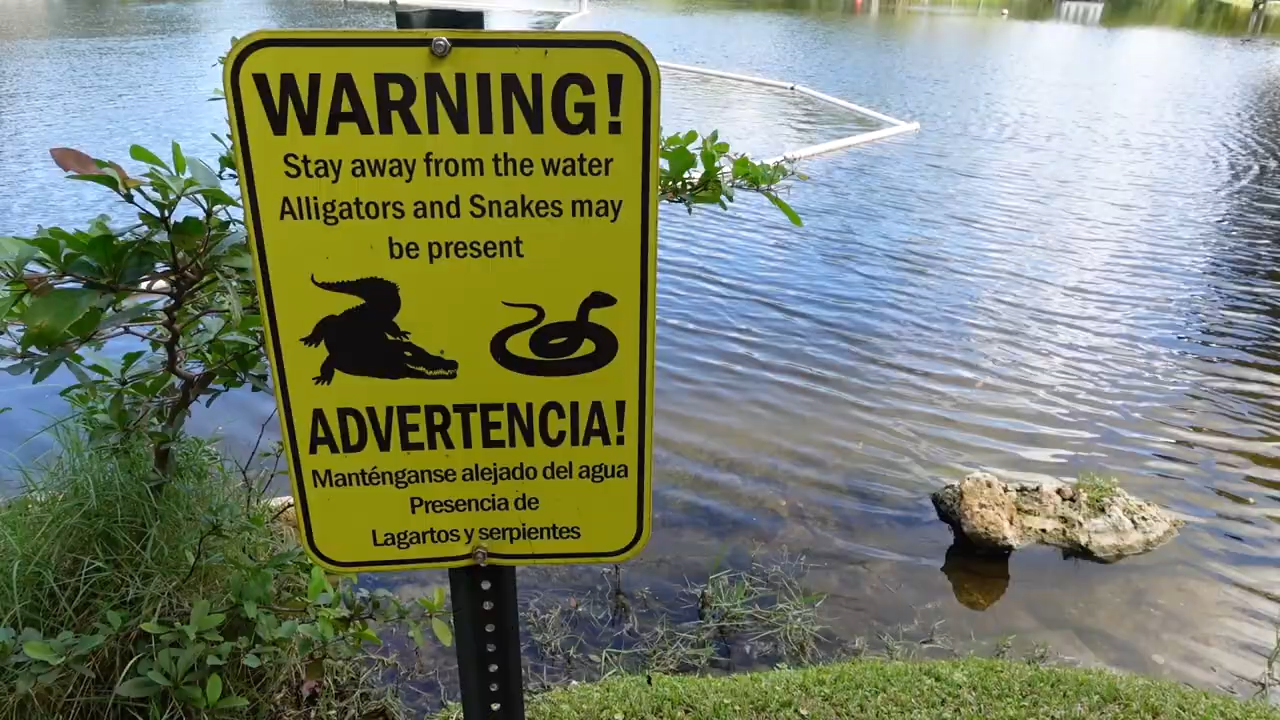 WARNING!
Stay away from the water
Alligators and Snakes may
be present
ADVERTENCIA!
Manténganse alejado del agua
Presencia de
Lagartos y serpientes